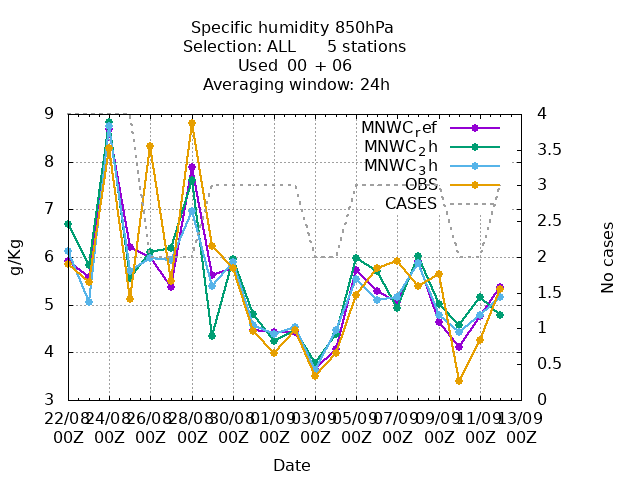 Specific humidity 850hPa
Selection: ALL 5 stations
Used 00 + 06
Averaging window: 24h
MNWC_ref
MNWC_2h
MNWC_3h
OBS
CASES
9
8
7
6
5
4
3
g/Kg
4
3.5
3
2.5
2
1.5
1
0.5
0
No cases
22/08 24/08 26/08 28/08 30/08 01/09 03/09 05/09 07/09 09/09 11/09 13/09
00Z 00Z 00Z 00Z 00Z 00Z 00Z 00Z 00Z 00Z 00Z 00Z
Date